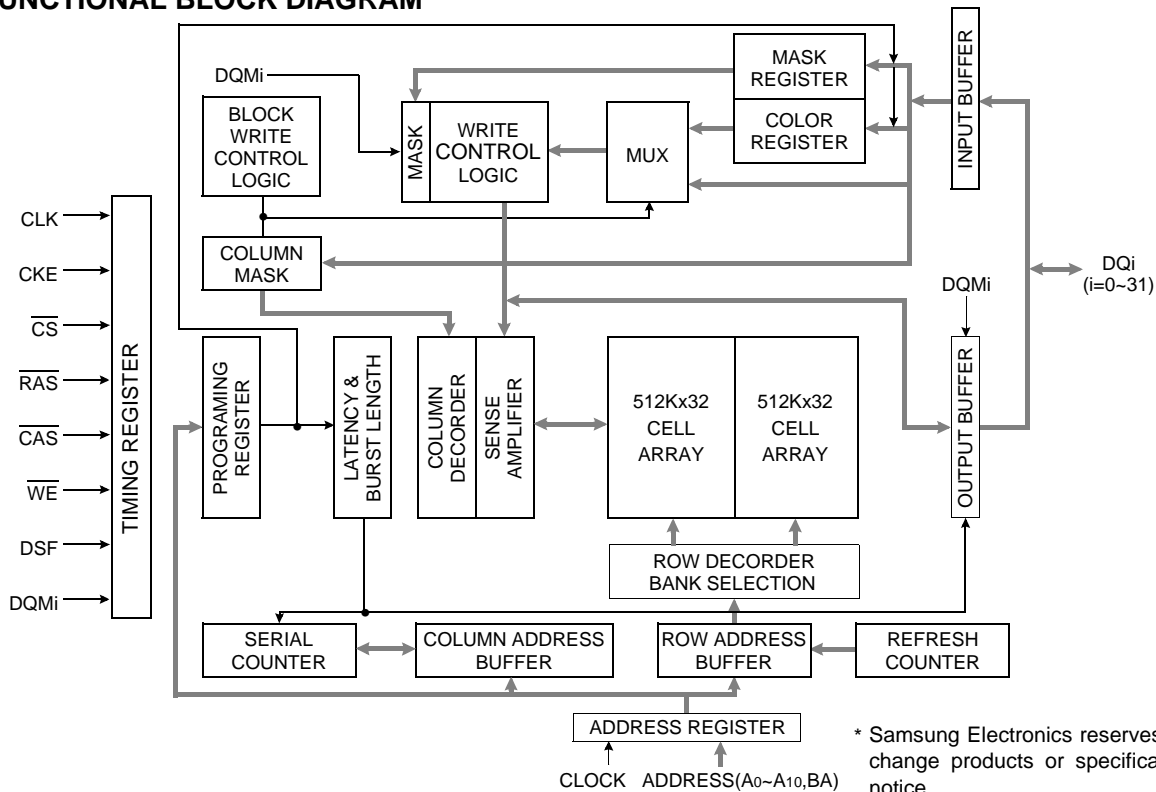 FUNCTIONAL BLOCK DIAGRAM
DQMi
BLOCK
WRITE
CONTROL
LOGIC
MASK
WRITE
CONTROL
LOGIC
MUX
MASK
REGISTER
COLOR
REGISTER
INPUT BUFFER
COLUMN
MASK
CLK
CKE
CS
RAS
CAS
WE
DSF
DQMi
TIMING REGISTER
DQMi
DQi
(i=0~31)
PROGRAMING
REGISTER
LATENCY &
BURST LENGTH
COLUMN
DECORDER
SENSE
AMPLIFIER
512Kx32
CELL
ARRAY
512Kx32
CELL
ARRAY
OUTPUT BUFFER
ROW DECORDER
BANK SELECTION
SERIAL
COUNTER
COLUMN ADDRESS
BUFFER
ROW ADDRESS
BUFFER
REFRESH
COUNTER
ADDRESS REGISTER
CLOCK ADDRESS(A0~A10,BA)
* Samsung Electronics reserves
change products or specifica
notice